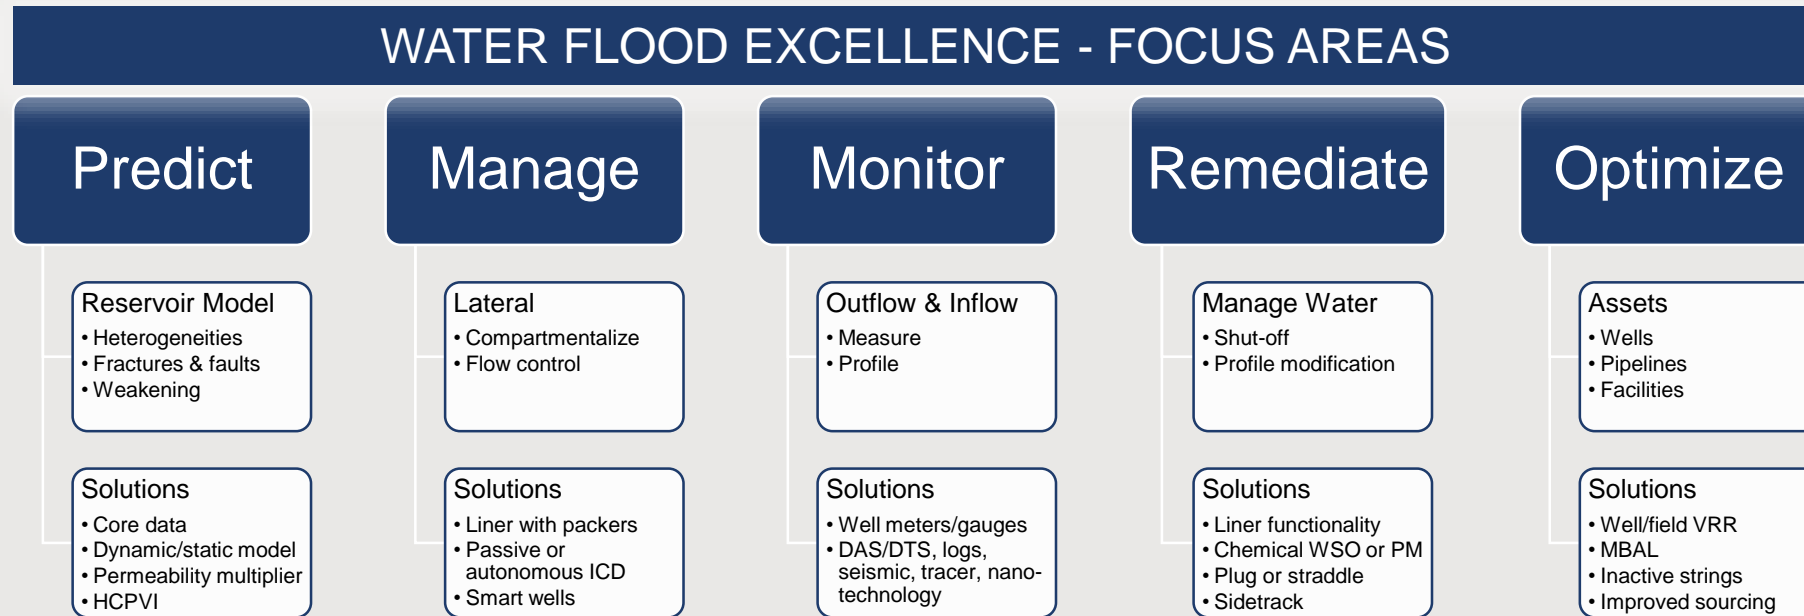 WATER FLOOD EXCELLENCE - FOCUS AREAS
Predict
Reservoir Model
• Heterogeneities
• Fractures & faults
• Weakening
Solutions
• Core data
• Dynamic/static model
• Permeability multiplier
• HCPVI
Manage
Lateral
• Compartmentalize
• Flow control
Solutions
• Liner with packers
• Passive or
autonomous ICD
• Smart wells
Monitor
Outflow & Inflow
• Measure
• Profile
Solutions
• Well meters/gauges
• DAS/DTS, logs,
seismic, tracer, nano-
technology
Remediate
Manage Water
• Shut-off
• Profile modification
Solutions
• Liner functionality
• Chemical WSO or PM
• Plug or straddle
• Sidetrack
Optimize
Assets
• Wells
• Pipelines
• Facilities
Solutions
• Well/field VRR
• MBAL
• Inactive strings
• Improved sourcing